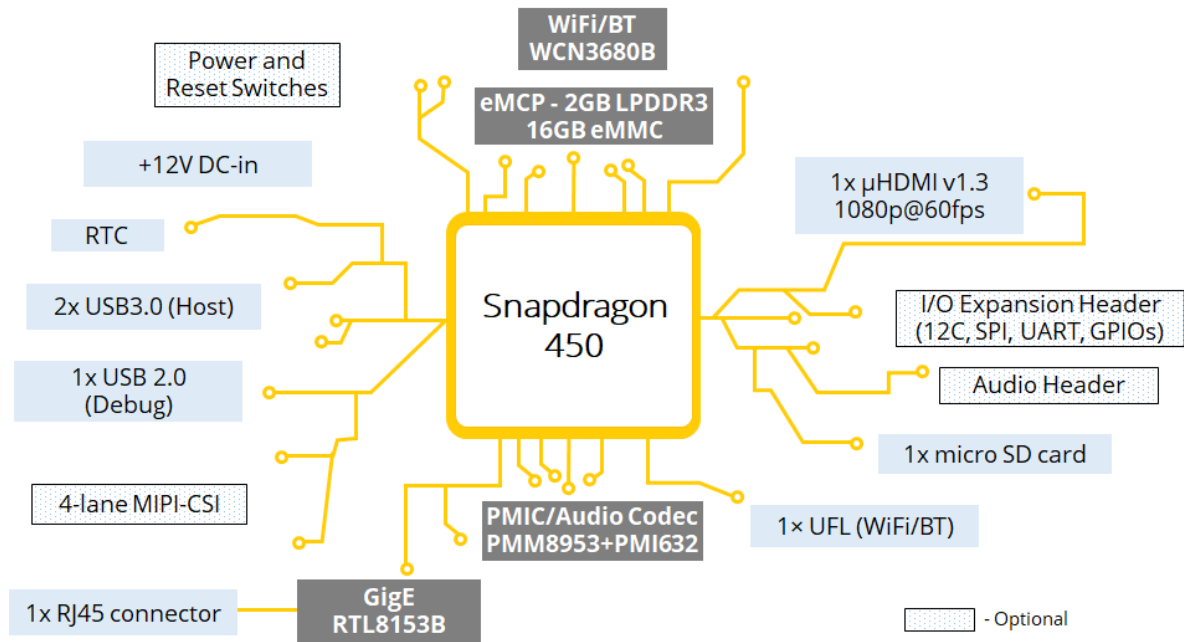 WiFi/BT
WCN3680B
Power and
Reset Switches
eMCP - 2GB LPDDR3
16GB eMMC
+12V DC-in
1x µHDMI v1.3
1080p@60fps
RTC
2x USB3.0 (Host)
Snapdragon
450
I/O Expansion Header
(12C, SPI, UART, GPIOs)
1x USB 2.0
(Debug)
Audio Header
1x micro SD card
4-lane MIPI-CSI
PMIC/Audio Codec
PMM8953+PMI632
1× UFL (WiFi/BT)
1x RJ45 connector
GigE
RTL8153B
- Optional